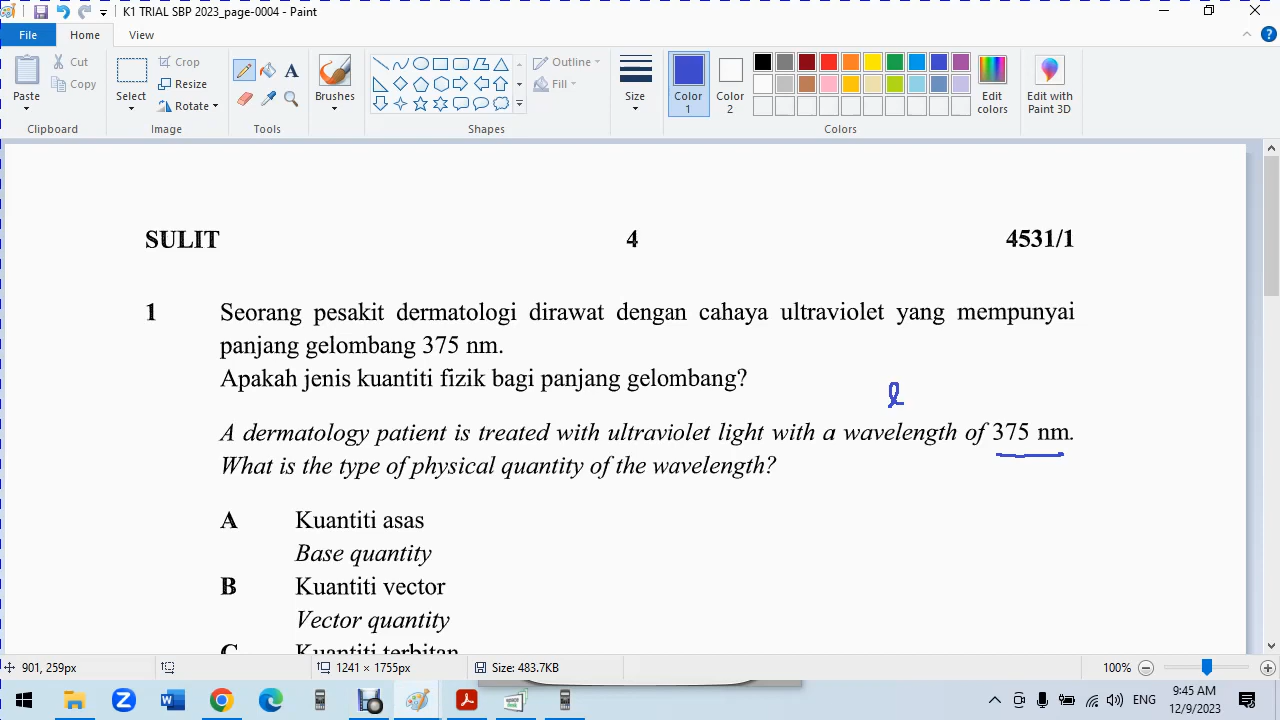 K1 TRIAL SBP 2023_page-0004 - Paint
File Home View
Paste Cut Copy Clipboard
Select Crop Resize Rotate Image
A Tools
Brushes
Outline Fill Shapes
Size
Color 1 Color 2 Edit colors Colors
Edit with Paint 3D
SULIT 4 4531/1
1 Seorang pesakit dermatologi dirawat dengan cahaya ultraviolet yang mempunyai
panjang gelombang 375 nm.
Apakah jenis kuantiti fizik bagi panjang gelombang?
l
A dermatology patient is treated with ultraviolet light with a wavelength of 375 nm.
What is the type of physical quantity of the wavelength?
A Kuantiti asas
Base quantity
B Kuantiti vector
Vector quantity
C Kuantiti terbitan
901, 259px 1241 × 1755px Size: 483.7KB 100%
ENG 9:45 AM
12/9/2023